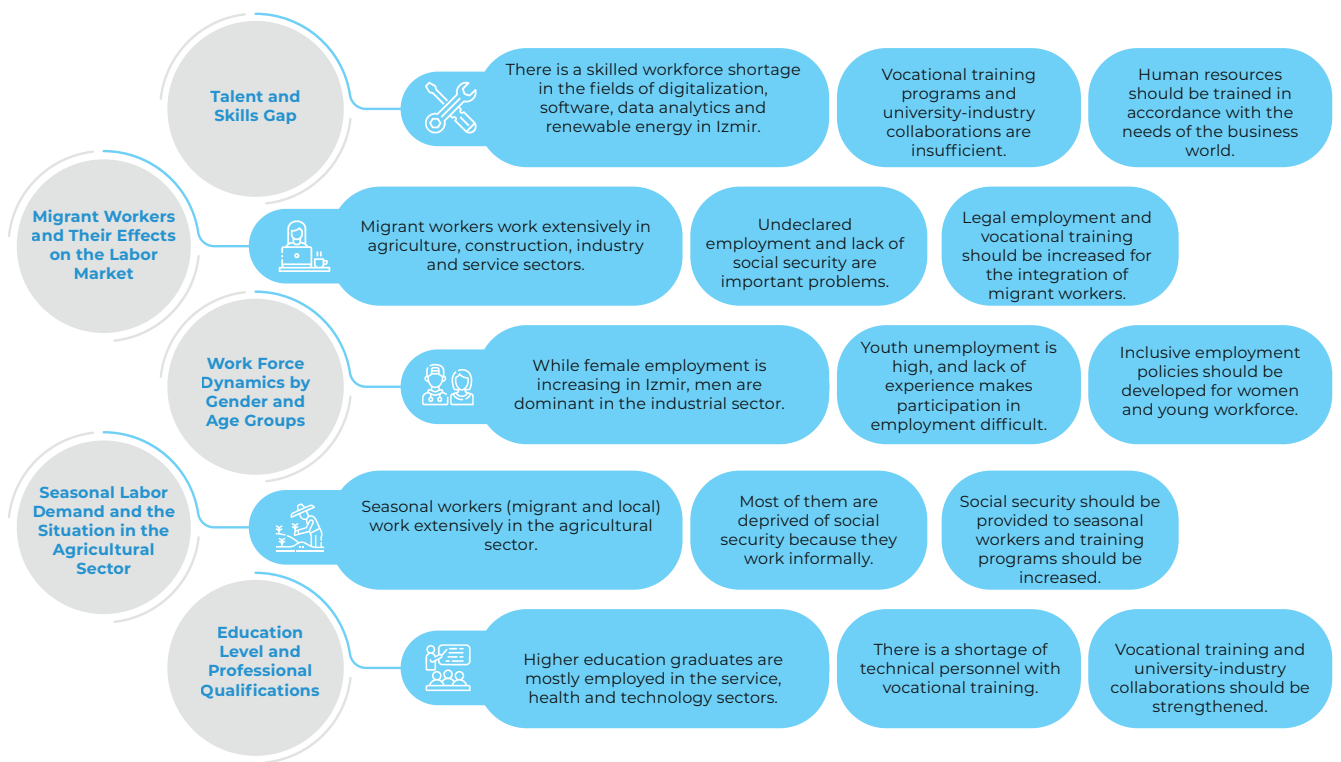 Talent and
Skills Gap
There is a skilled workforce shortage
in the fields of digitalization,
software, data analytics and
renewable energy in Izmir.
Vocational training
programs and
university-industry
collaborations are
insufficient.
Human resources
should be trained in
accordance with the
needs of the business
world.
Migrant Workers
and Their Effects
on the Labor
Market
Migrant workers work extensively in
agriculture, construction, industry
and service sectors.
Undeclared
employment and lack of
social security are
important problems.
Legal employment and
vocational training
should be increased for
the integration of
migrant workers.
Work Force
Dynamics by
Gender and
Age Groups
While female employment is
increasing in Izmir, men are
dominant in the industrial sector.
Youth unemployment is
high, and lack of
experience makes
participation in
employment difficult.
Inclusive employment
policies should be
developed for women
and young workforce.
Seasonal Labor
Demand and the
Situation in the
Agricultural
Sector
Seasonal workers (migrant and local)
work extensively in the agricultural
sector.
Most of them are
deprived of social
security because they
work informally.
Social security should be
provided to seasonal
workers and training
programs should be
increased.
Education
Level and
Professional
Qualifications
Higher education graduates are
mostly employed in the service,
health and technology sectors.
There is a shortage of
technical personnel with
vocational training.
Vocational training and
university-industry
collaborations should be
strengthened.